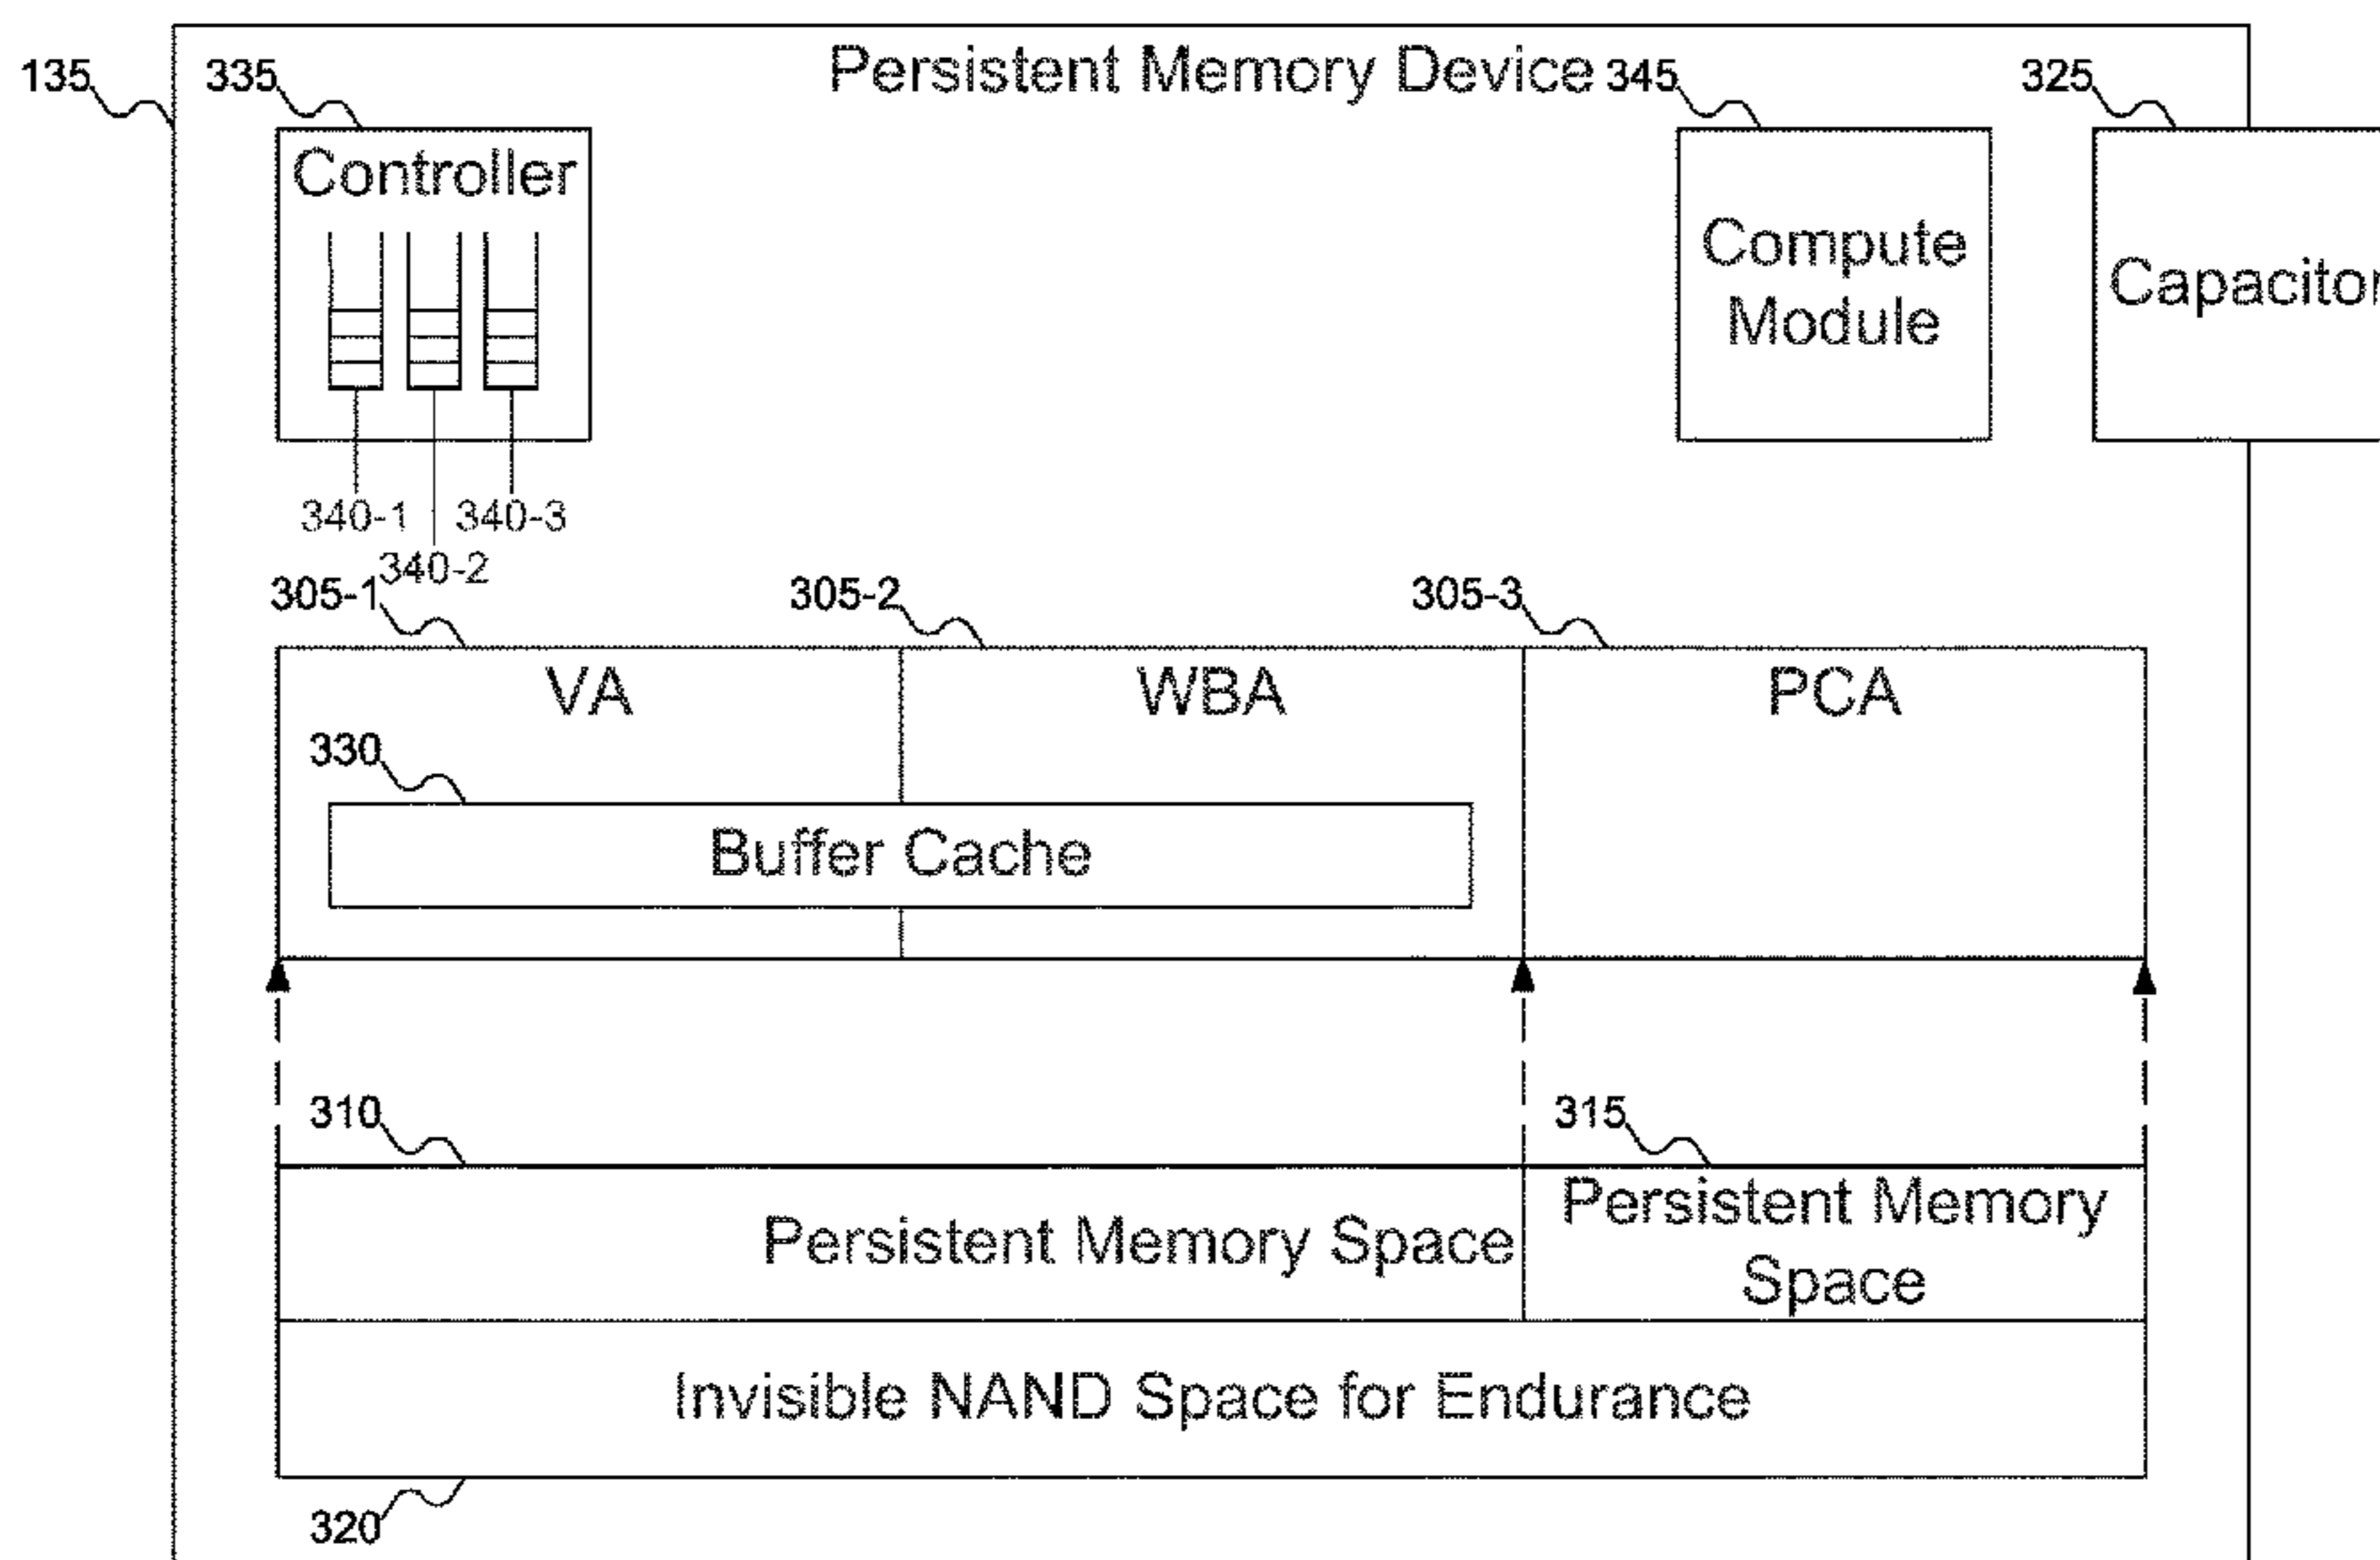 Persistent Memory Device
135
335
345
325
Controller
Compute
Module
Capacitor
340-1
340-3
340-2
305-1
305-2
305-3
VA
WBA
PCA
330
Buffer Cache
310
315
Persistent Memory Space
Persistent Memory
Space
Invisible NAND Space for Endurance
320